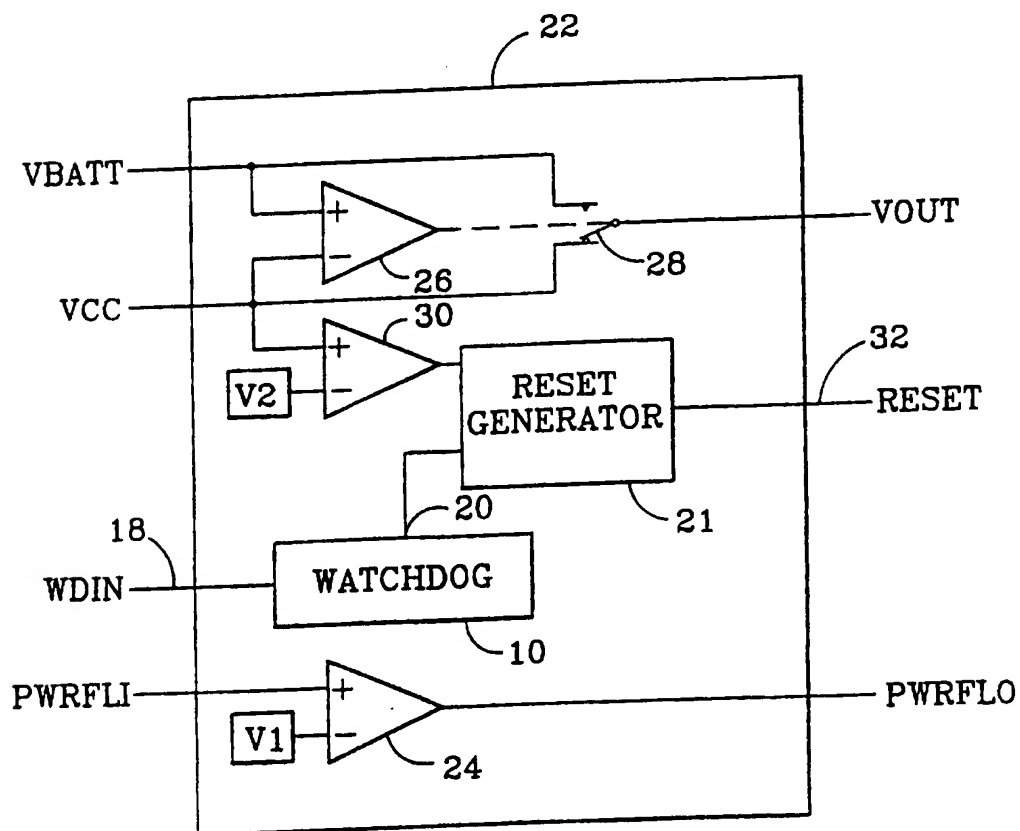 22
VBATT
+
VOUT
−
26
28
VCC
30
+
32
V2
−
RESET
GENERATOR
RESET
20
21
18
WDIN
WATCHDOG
10
PWRFLI
+
PWRFLO
V1
−
24